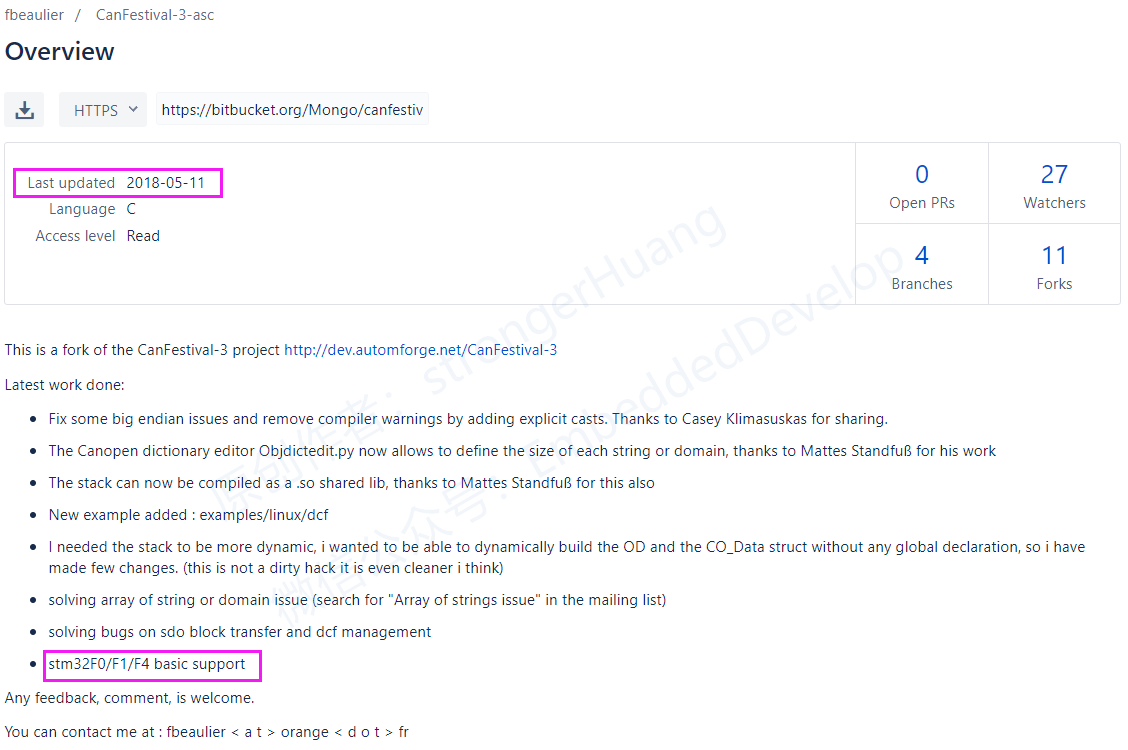 fbeaulier / CanFestival-3-asc
Overview
HTTPS https://bitbucket.org/Mongo/canfestiv
Last updated 2018-05-11
Language C
Access level Read
0
Open PRs
27
Watchers
4
Branches
11
Forks
This is a fork of the CanFestival-3 project http://dev.automforge.net/CanFestival-3
Latest work done:
• Fix some big endian issues and remove compiler warnings by adding explicit casts. Thanks to Casey Klimasuskas for sharing.
• The Canopen dictionary editor Objdictedit.py now allows to define the size of each string or domain, thanks to Mattes Standfuß for his work
• The stack can now be compiled as a .so shared lib, thanks to Mattes Standfuß for this also
• New example added : examples/linux/dcf
• I needed the stack to be more dynamic, i wanted to be able to dynamically build the OD and the CO_Data struct without any global declaration, so i have
made few changes. (this is not a dirty hack it is even cleaner i think)
• solving array of string or domain issue (search for "Array of strings issue" in the mailing list)
• solving bugs on sdo block transfer and dcf management
• stm32F0/F1/F4 basic support
Any feedback, comment, is welcome.
You can contact me at : fbeaulier < a t > orange < d o t > fr
原创作者：strongerHuang
微信公众号：EmbeddedDevelop